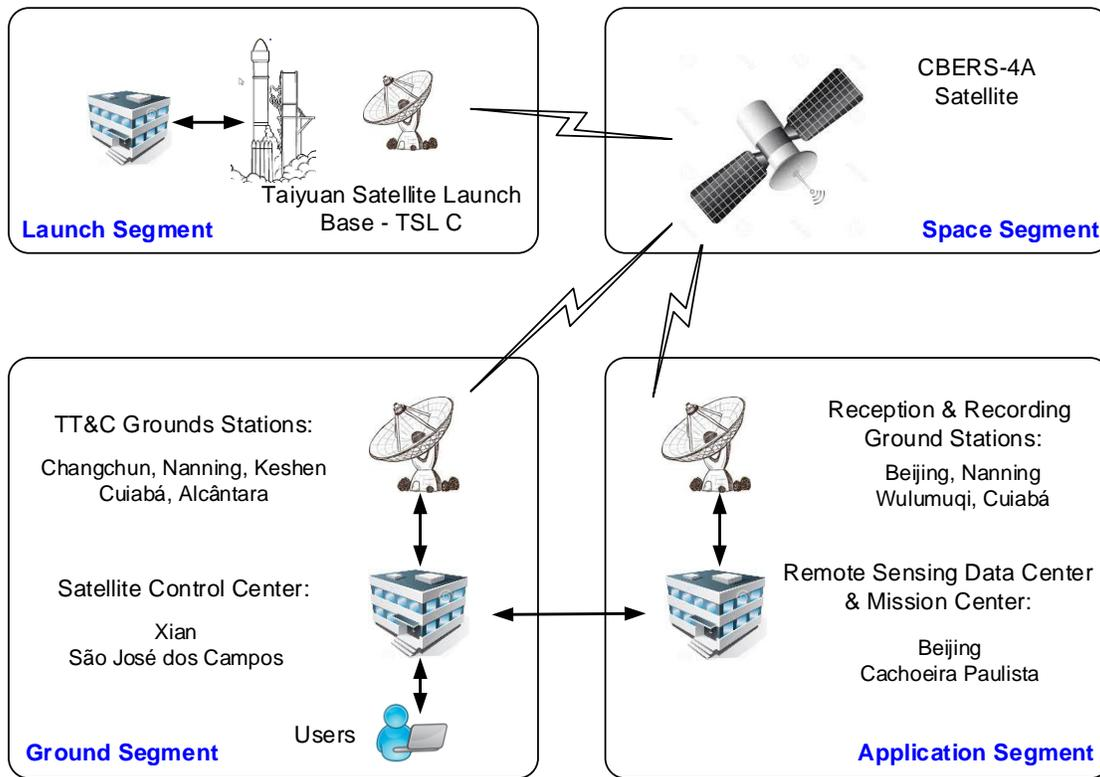 Taiyuan Satellite Launch
Base - TSL C
Launch Segment
CBERS-4A
Satellite
Space Segment
TT&C Grounds Stations:
Changchun, Nanning, Keshen
Cuiabá, Alcântara
Satellite Control Center:
Xian
São José dos Campos
Users
Ground Segment
Reception & Recording
Ground Stations:
Beijing, Nanning
Wulumuqi, Cuiabá
Remote Sensing Data Center
& Mission Center:
Beijing
Cachoeira Paulista
Application Segment